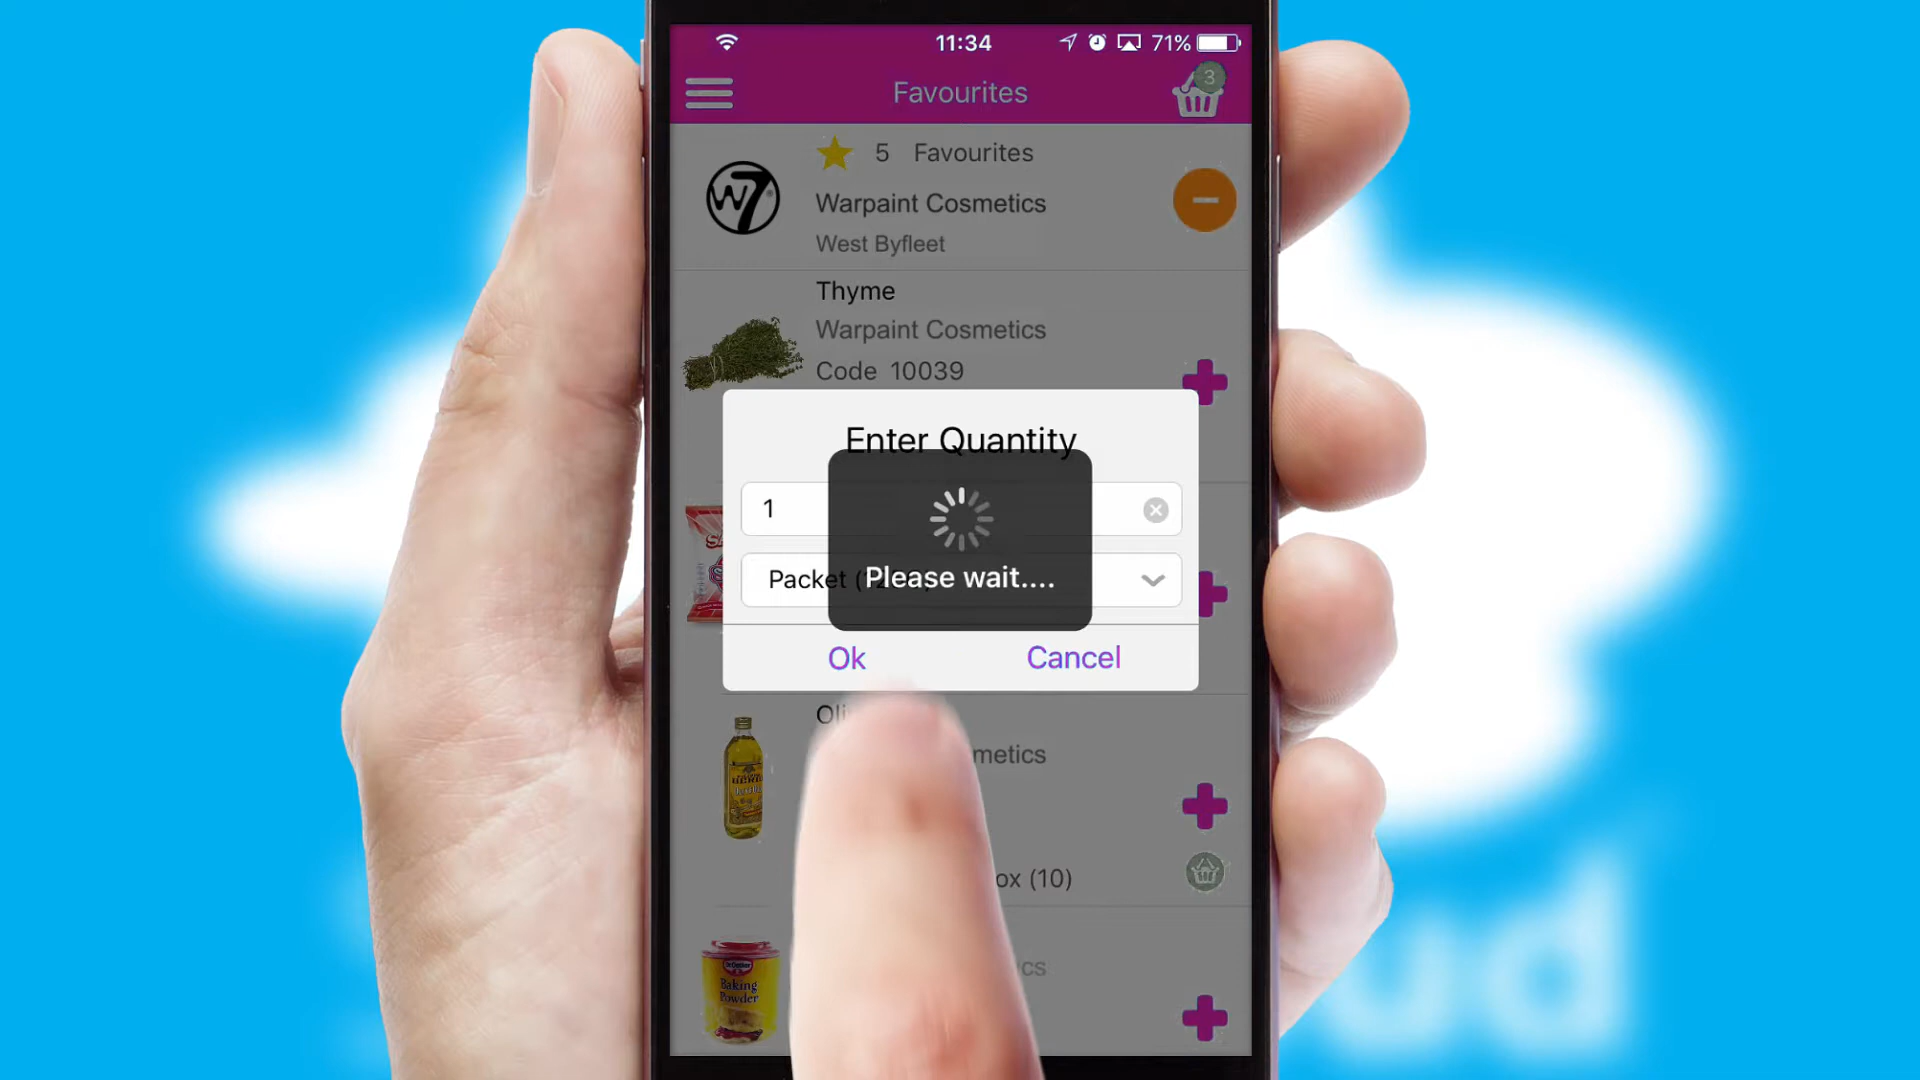 11:34
71%
Favourites
3
5 Favourites
W7
Warpaint Cosmetics
West Byfleet
Thyme
Warpaint Cosmetics
Code 10039
Enter Quantity
1
Packet
Please wait....
Ok
Cancel
metics
ox (10)
Baking
Powder
cs
ud